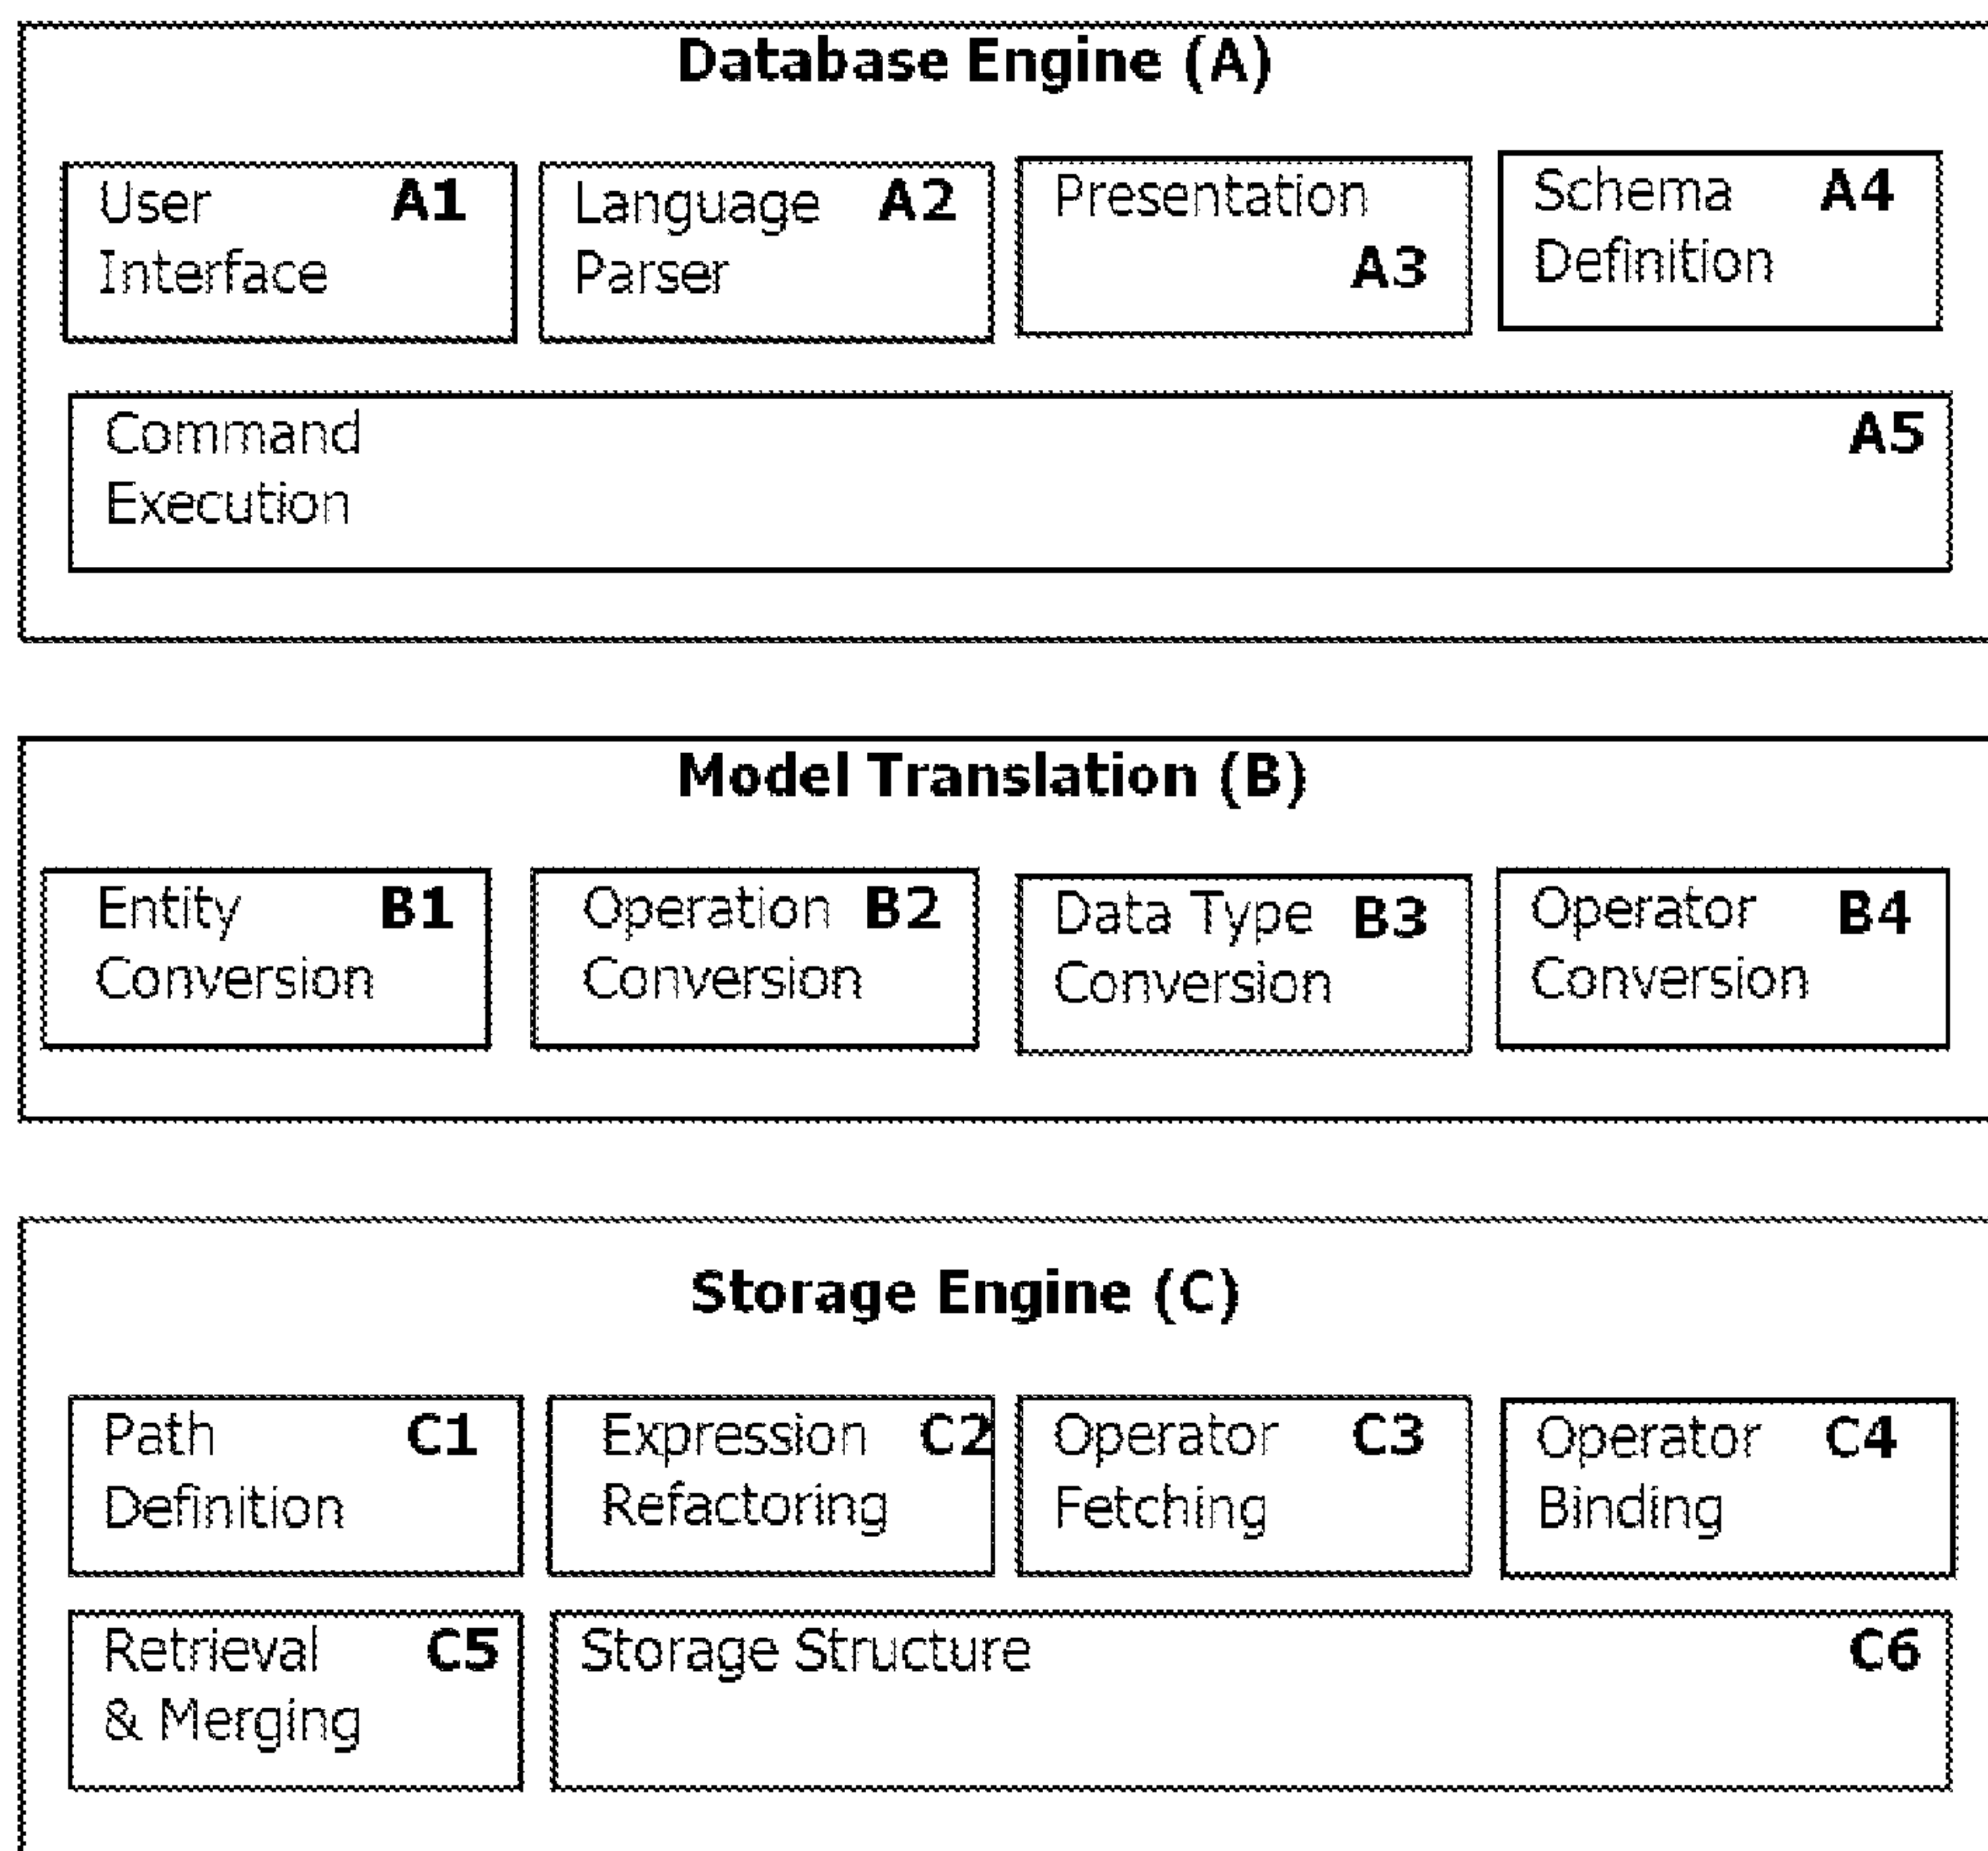 Database Engine (A)
User A1
Interface
Language A2
Parser
Presentation
A3
Schema A4
Definition
Command A5
Execution
Model Translation (B)
Entity B1
Conversion
Operation B2
Conversion
Data Type B3
Conversion
Operator B4
Conversion
Storage Engine (C)
Path C1
Definition
Expression C2
Refactoring
Operator C3
Fetching
Operator C4
Binding
Retrieval C5
& Merging
Storage Structure C6